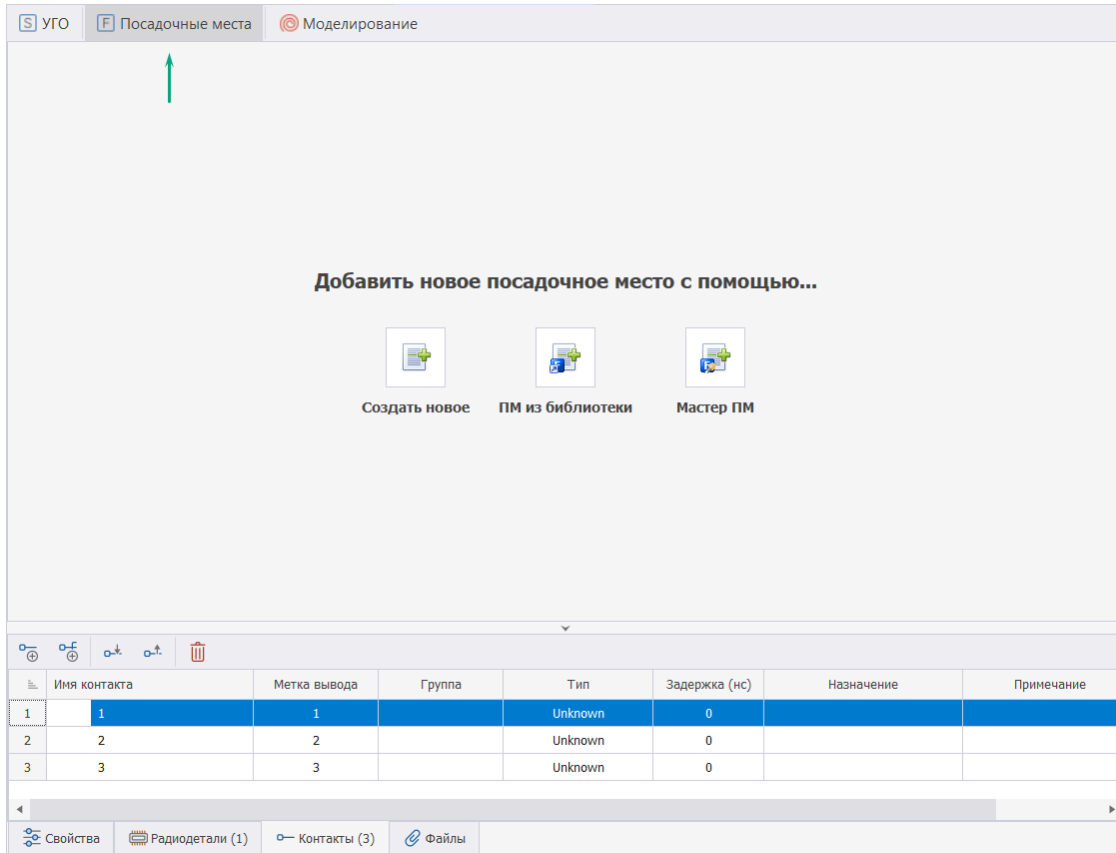 S УГО F Посадочные места Моделирование
Добавить новое посадочное место с помощью...
Создать новое ПМ из библиотеки Мастер ПМ
Имя контакта Метка вывода Группа Тип Задержка (нс) Назначение Примечание
1 1 1 Unknown 0
2 2 2 Unknown 0
3 3 3 Unknown 0
Свойства Радиодетали (1) Контакты (3) Файлы